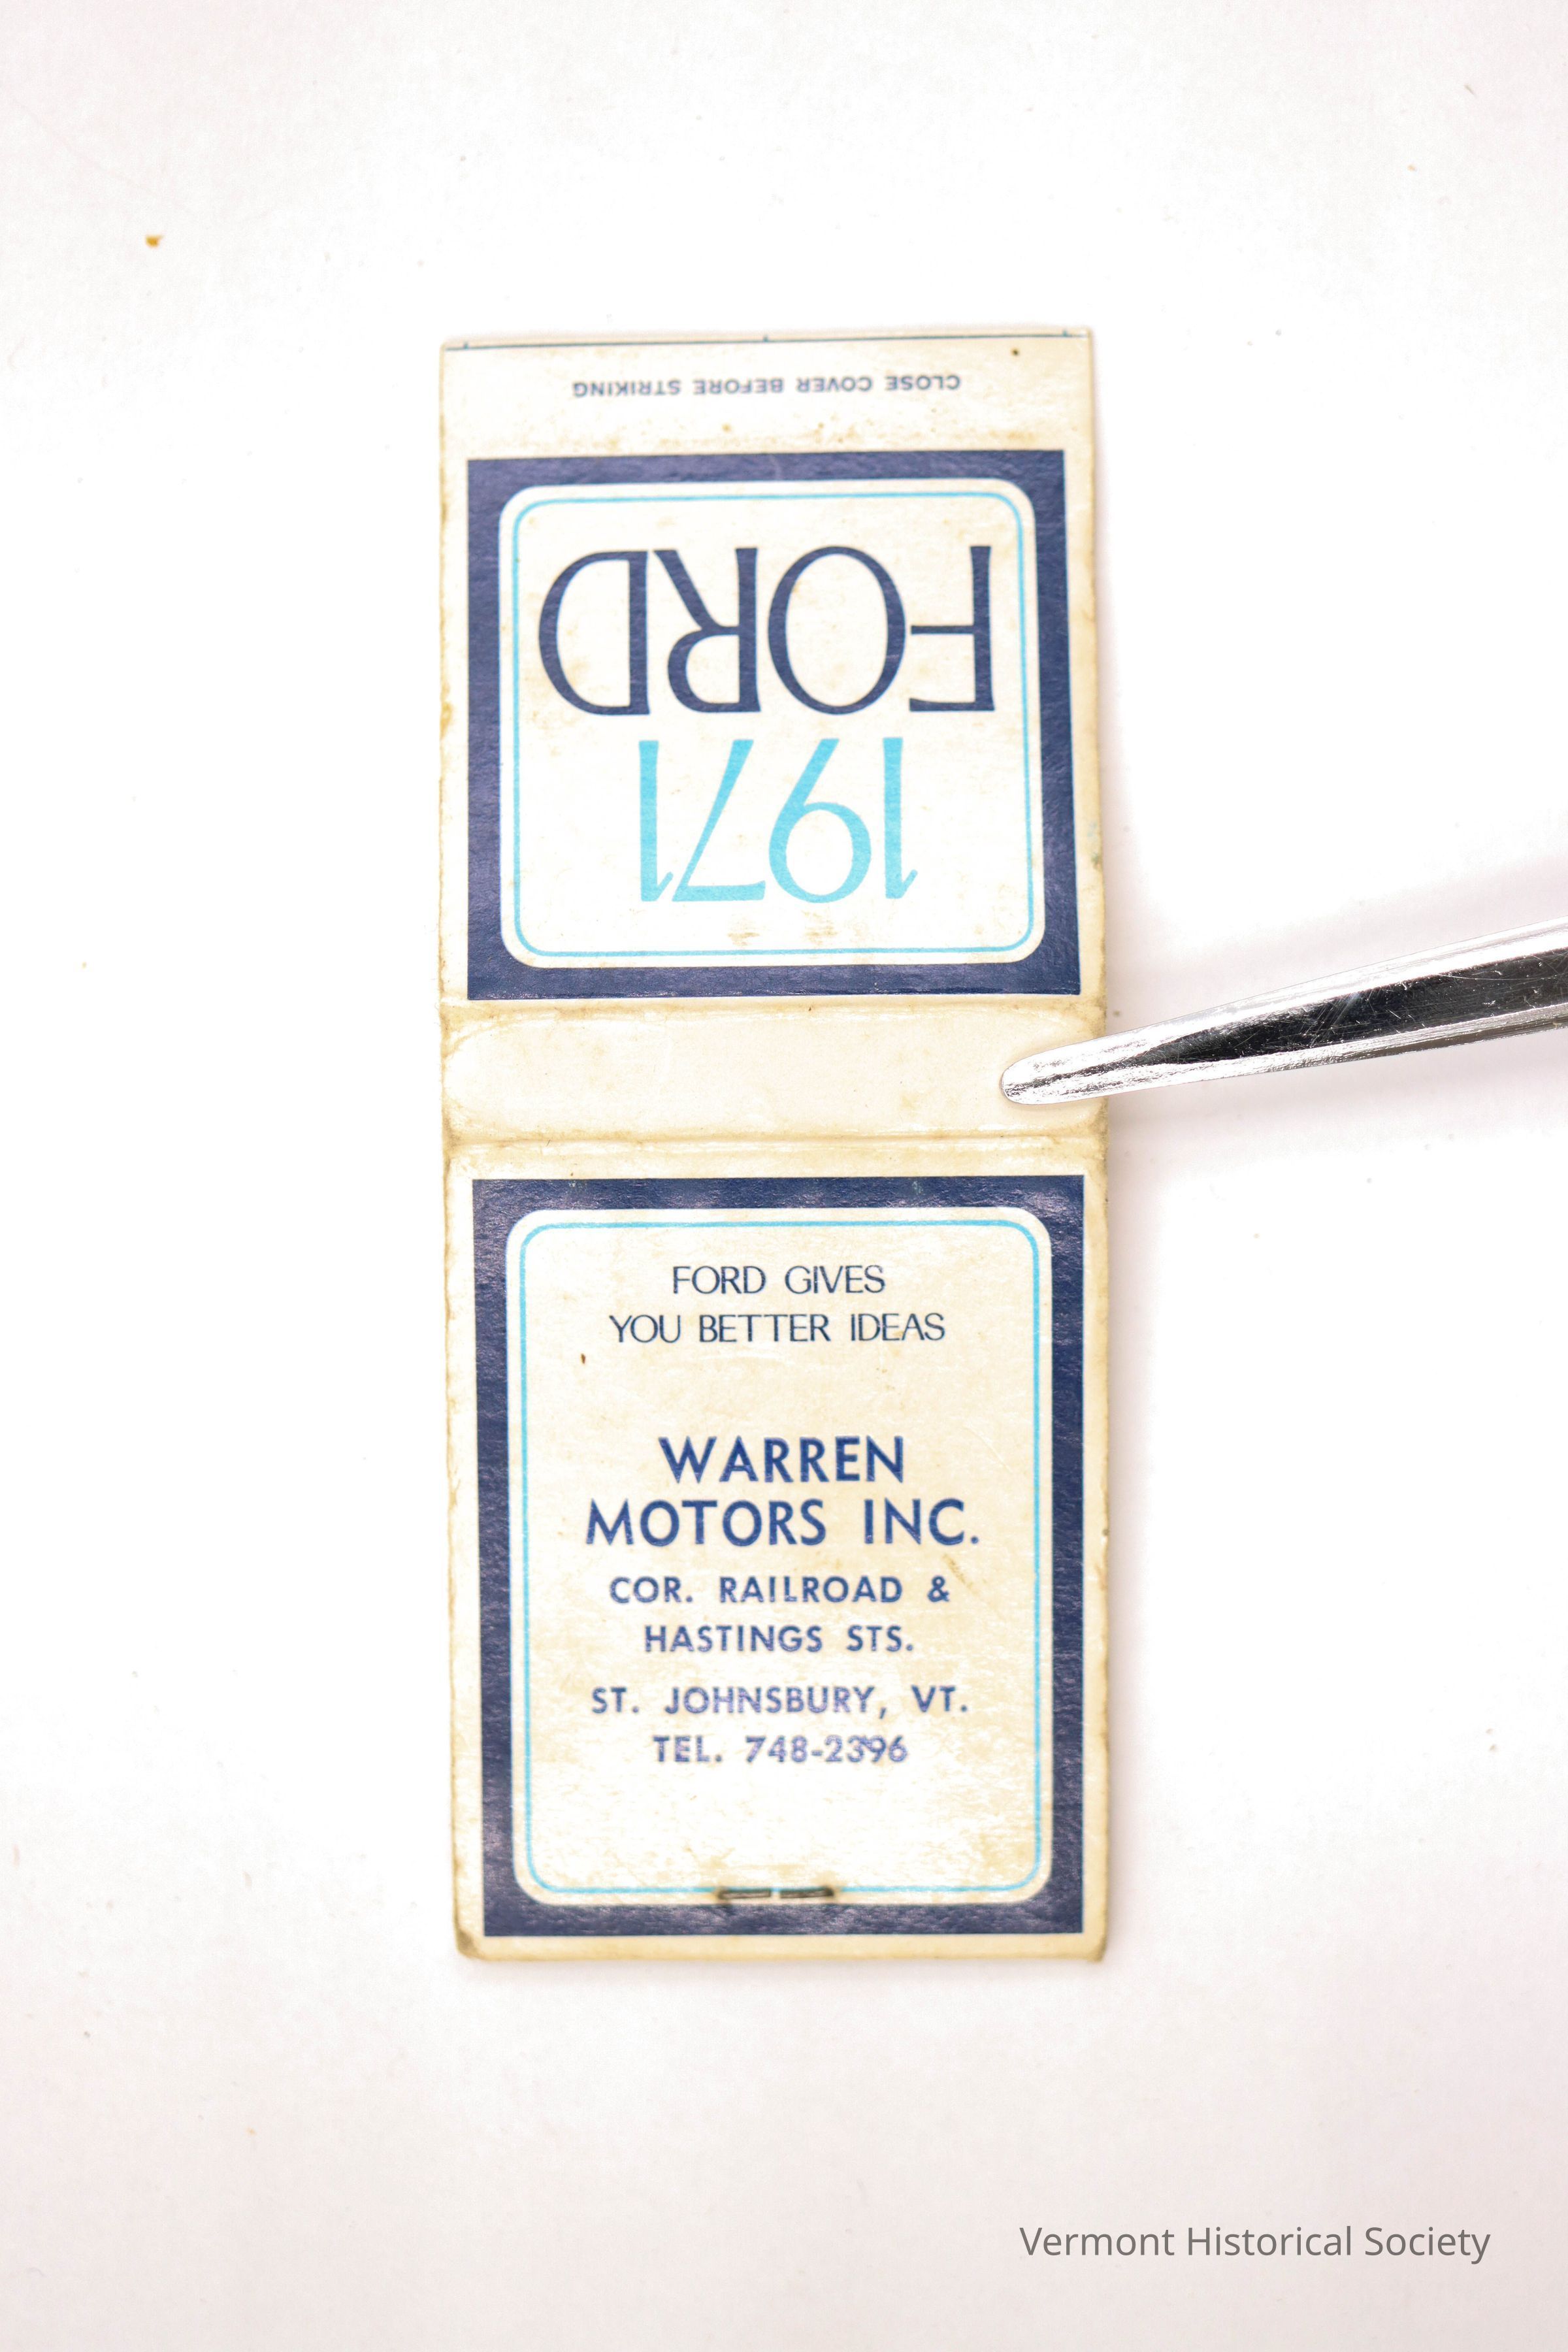 CLOSE COVER BEFORE STRIKING
1971
FORD
FORD GIVES
YOU BETTER IDEAS
WARREN
MOTORS INC.
COR. RAILROAD &
HASTINGS STS.
ST. JOHNSBURY, VT.
TEL. 748-2396
Vermont Historical Society